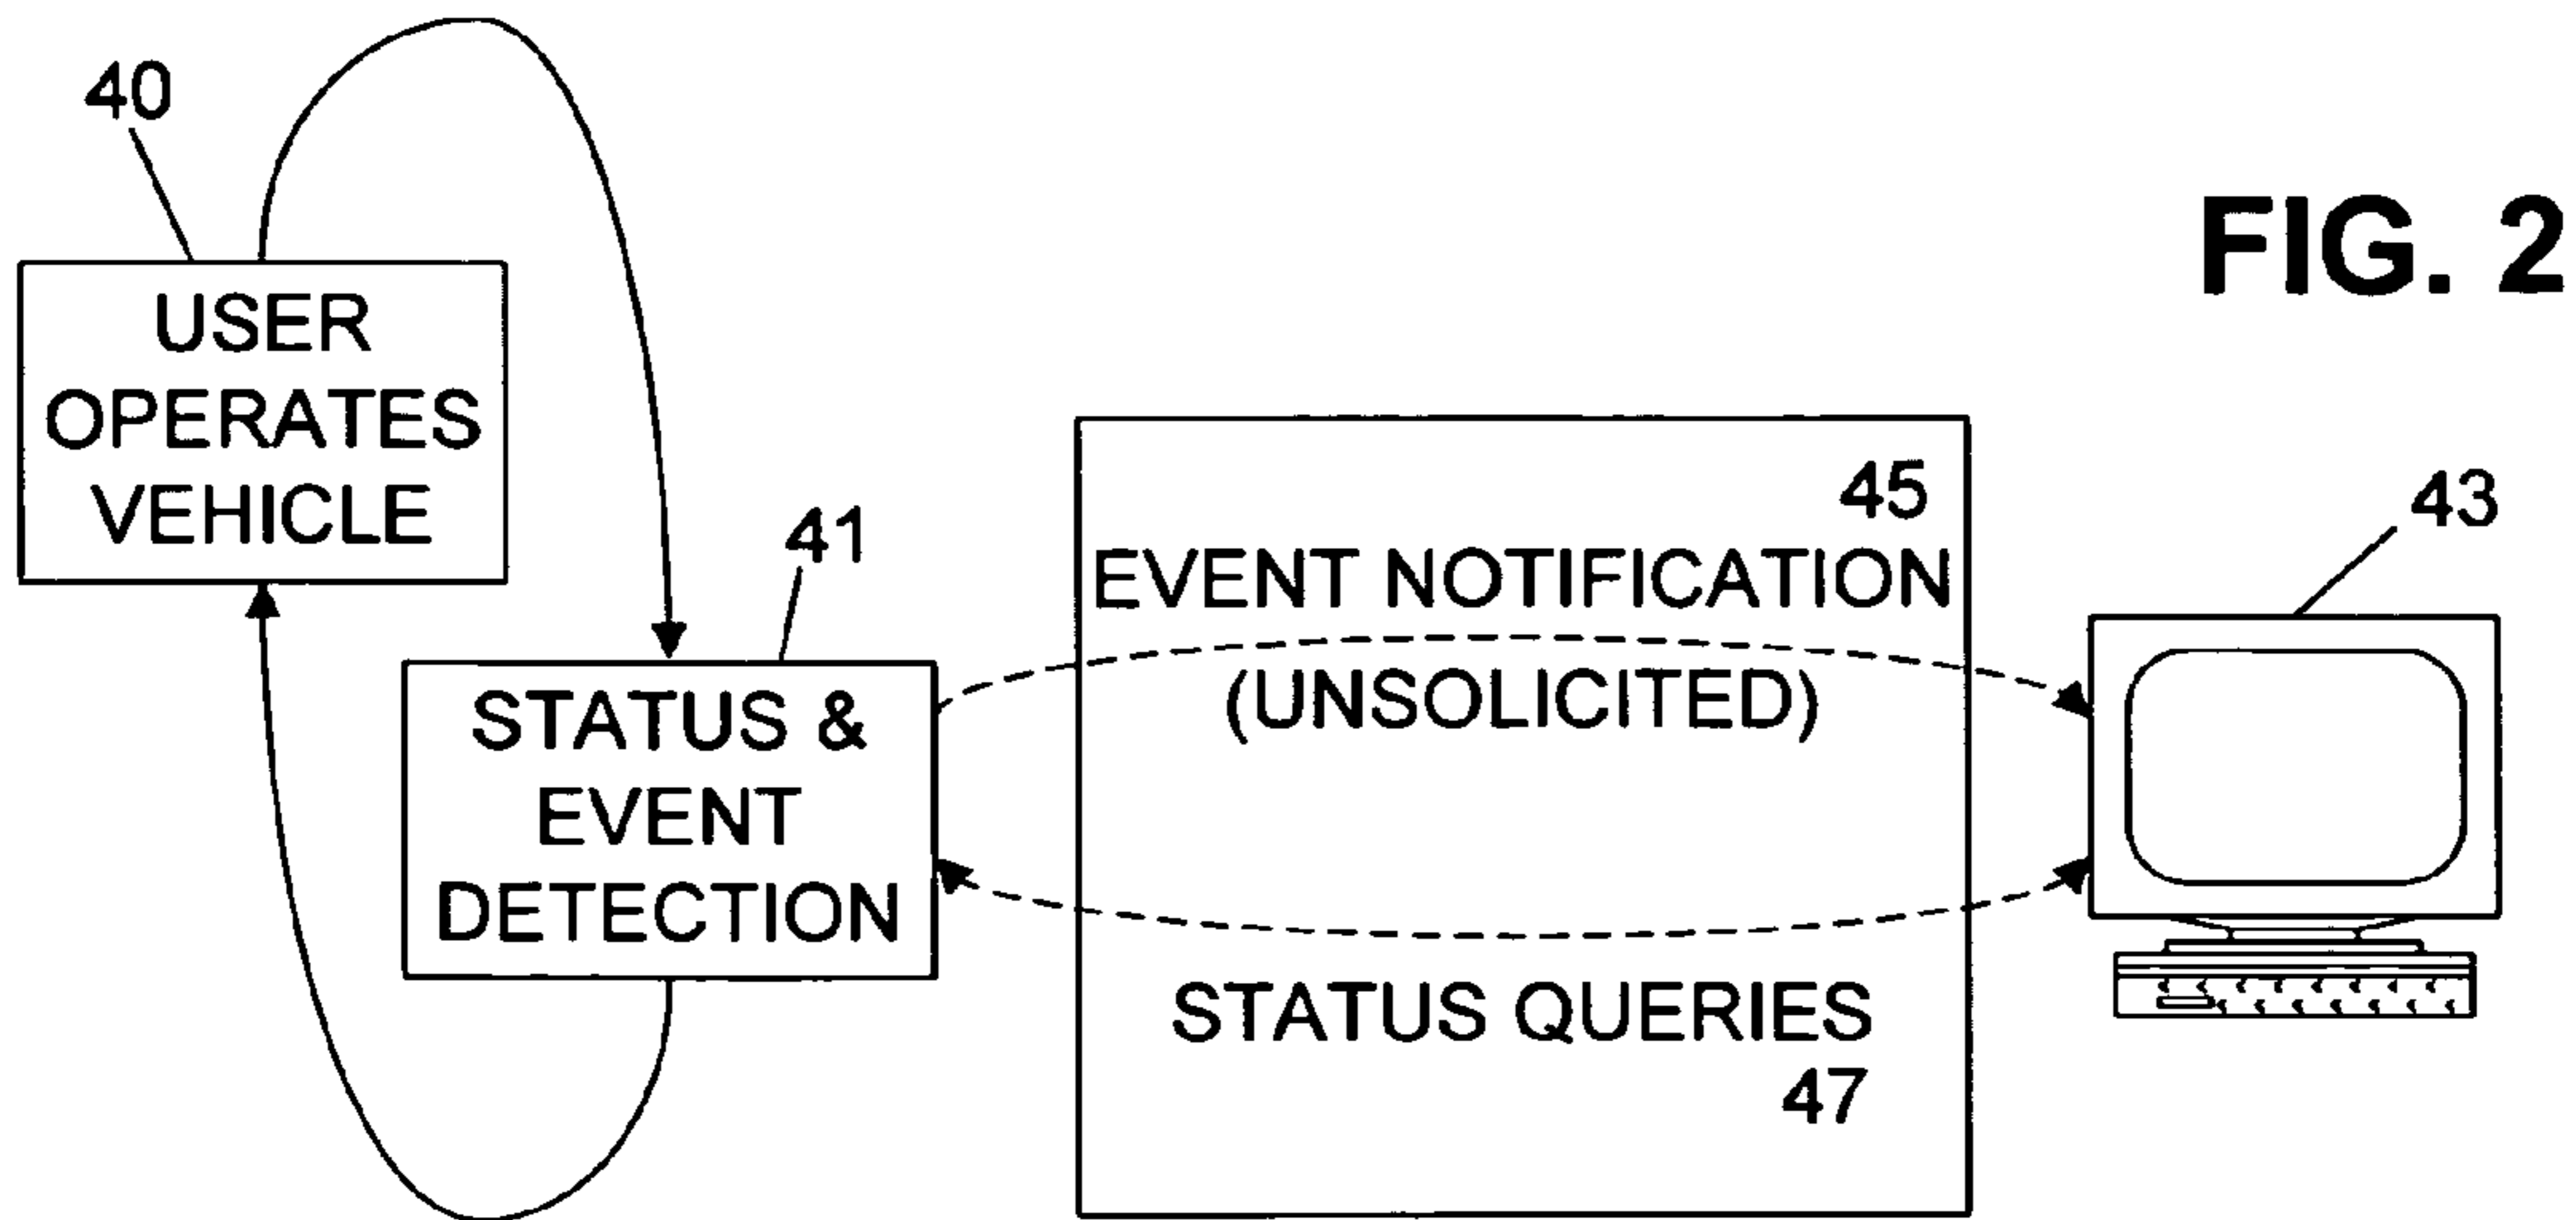 40
USER
OPERATES
VEHICLE
41
STATUS &
EVENT
DETECTION
FIG. 2
45
EVENT NOTIFICATION
(UNSOLICITED)
STATUS QUERIES
47
43